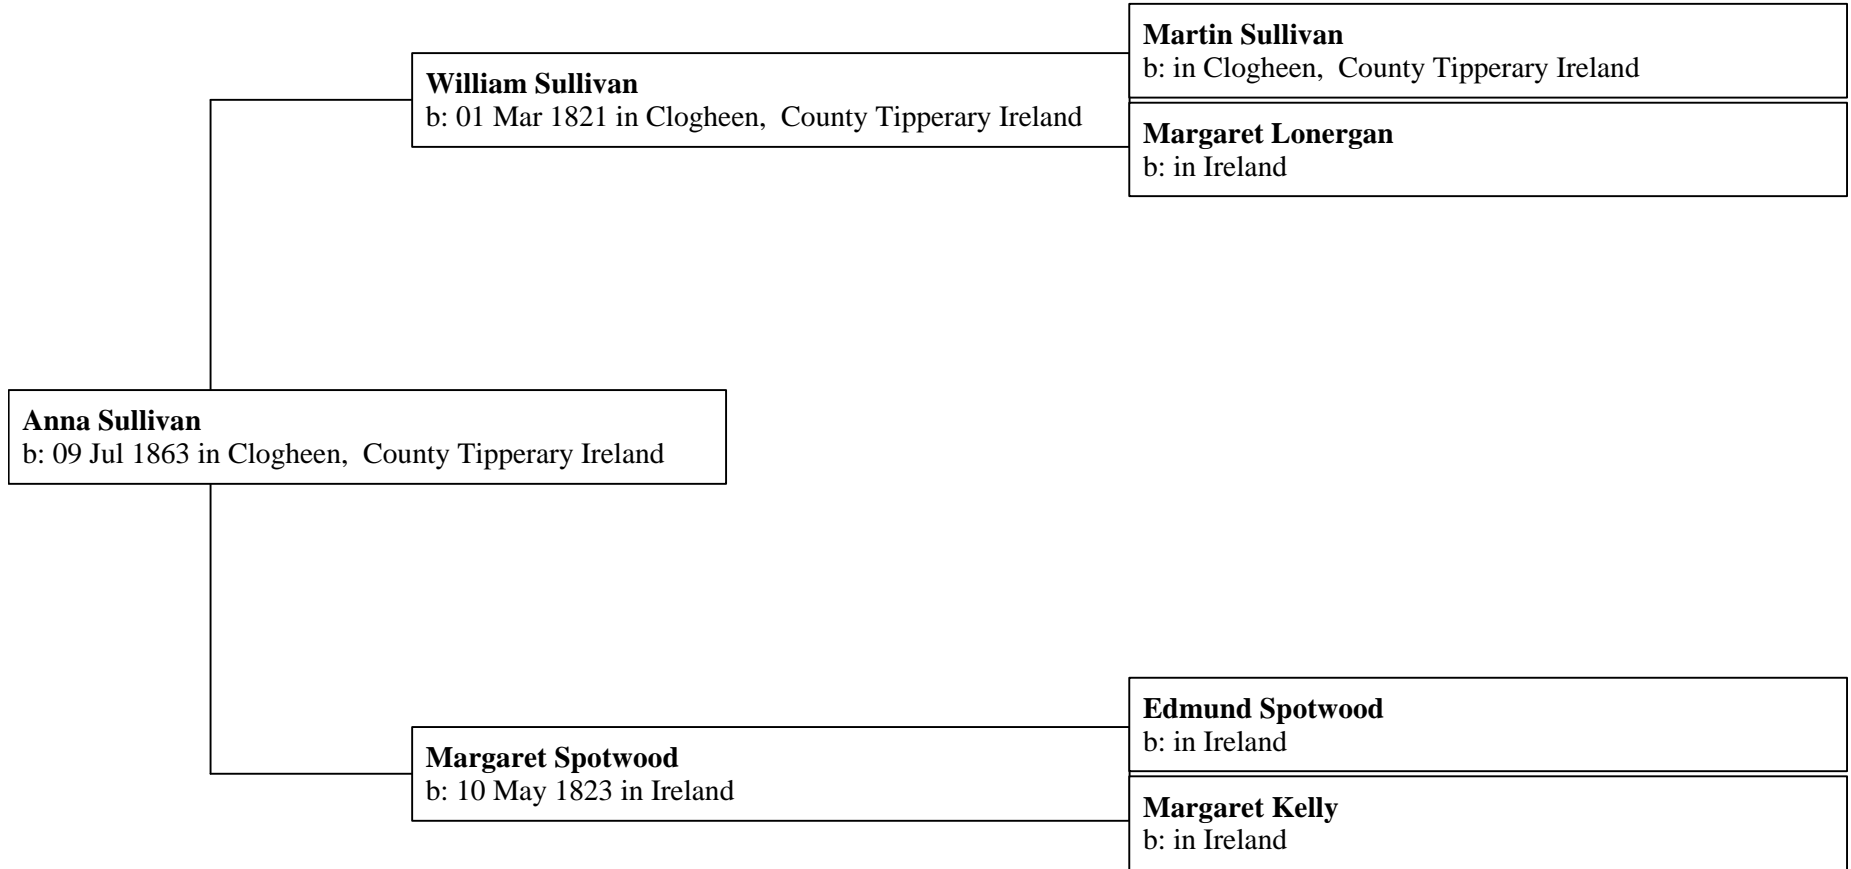 Martin Sullivan
b: in Clogheen,  County Tipperary Ireland
William Sullivan
b: 01 Mar 1821 in Clogheen,  County Tipperary Ireland
Margaret Lonergan
b: in Ireland
Anna Sullivan
b: 09 Jul 1863 in Clogheen,  County Tipperary Ireland
Edmund Spotwood
b: in Ireland
Margaret Spotwood
b: 10 May 1823 in Ireland
Margaret Kelly
b: in Ireland